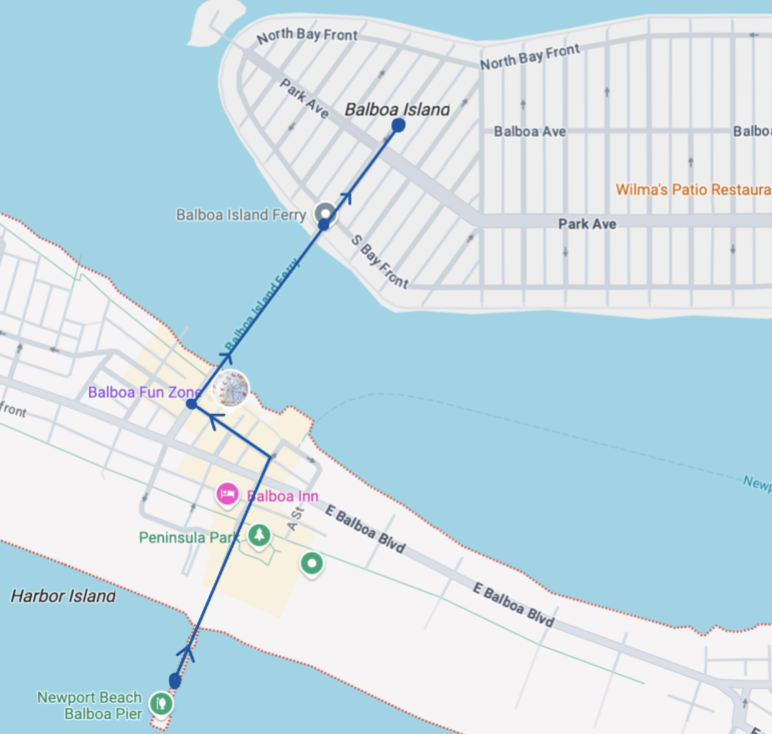 North Bay Front
North Bay Front
Park Ave
Balboa Island
Balboa Ave
Balbo
Wilma's Patio Restaura
Balboa Island Ferry
Park Ave
S Bay Front
Balboa Island Ferry
Balboa Fun Zone
front
Newp
Balboa Inn
A St
E Balboa Blvd
Peninsula Park
E Balboa Blvd
Harbor Island
Newport Beach
Balboa Pier
E